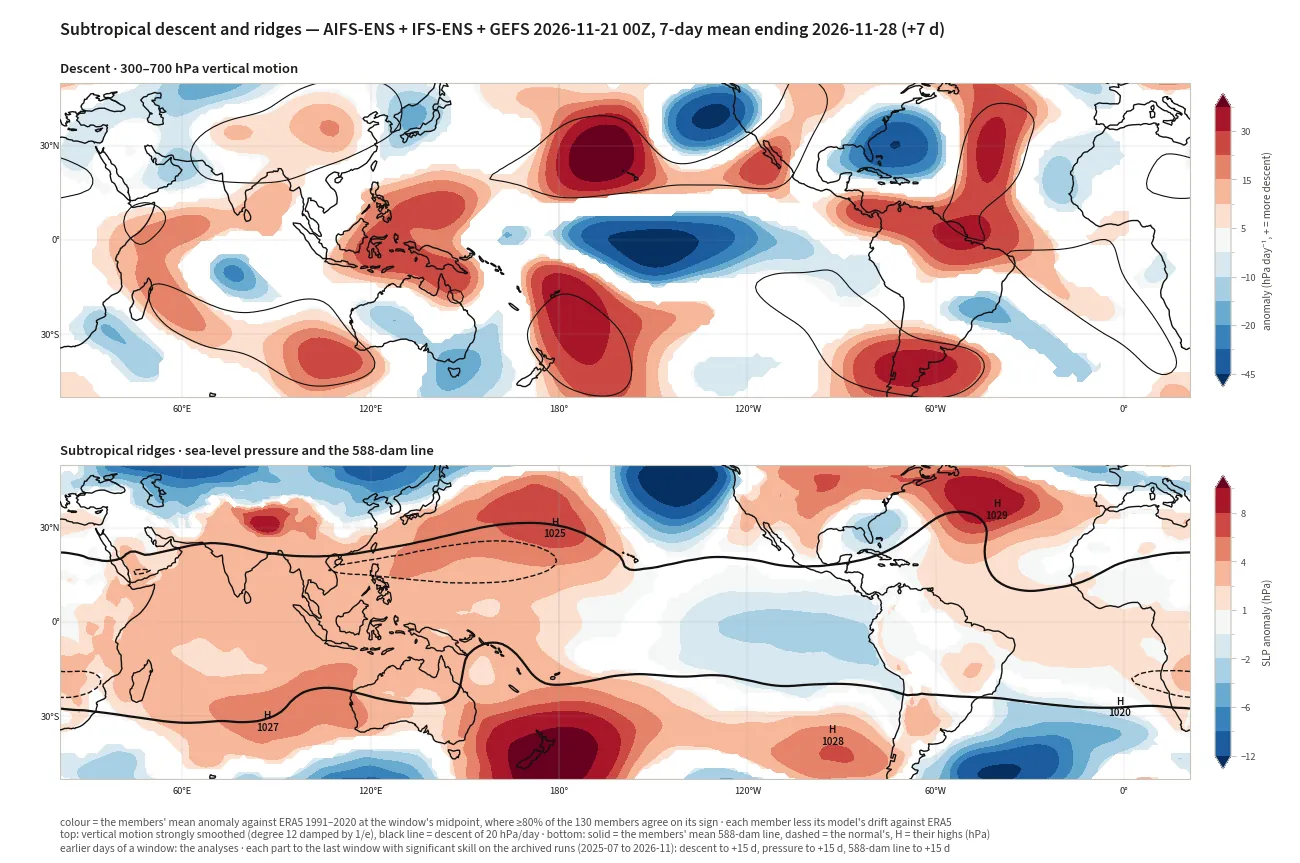 Subtropical descent and ridges — AIFS-ENS + IFS-ENS + GEFS 2026-11-21 00Z, 7-day mean ending 2026-11-28 (+7 d)
Descent · 300–700 hPa vertical motion
30°N
0°
30°S
60°E
120°E
180°
120°W
60°W
0°
30
15
5
−10
−20
−45
anomaly (hPa day⁻¹, + = more descent)
Subtropical ridges · sea-level pressure and the 588-dam line
30°N
0°
30°S
H
1025
H
1029
H
1027
H
1028
H
1020
60°E
120°E
180°
120°W
60°W
0°
8
4
1
−2
−6
−12
SLP anomaly (hPa)
colour = the members' mean anomaly against ERA5 1991–2020 at the window's midpoint, where ≥80% of the 130 members agree on its sign · each member less its model's drift against ERA5
top: vertical motion strongly smoothed (degree 12 damped by 1/e), black line = descent of 20 hPa/day · bottom: solid = the members' mean 588-dam line, dashed = the normal's, H = their highs (hPa)
earlier days of a window: the analyses · each part to the last window with significant skill on the archived runs (2025-07 to 2026-11): descent to +15 d, pressure to +15 d, 588-dam line to +15 d